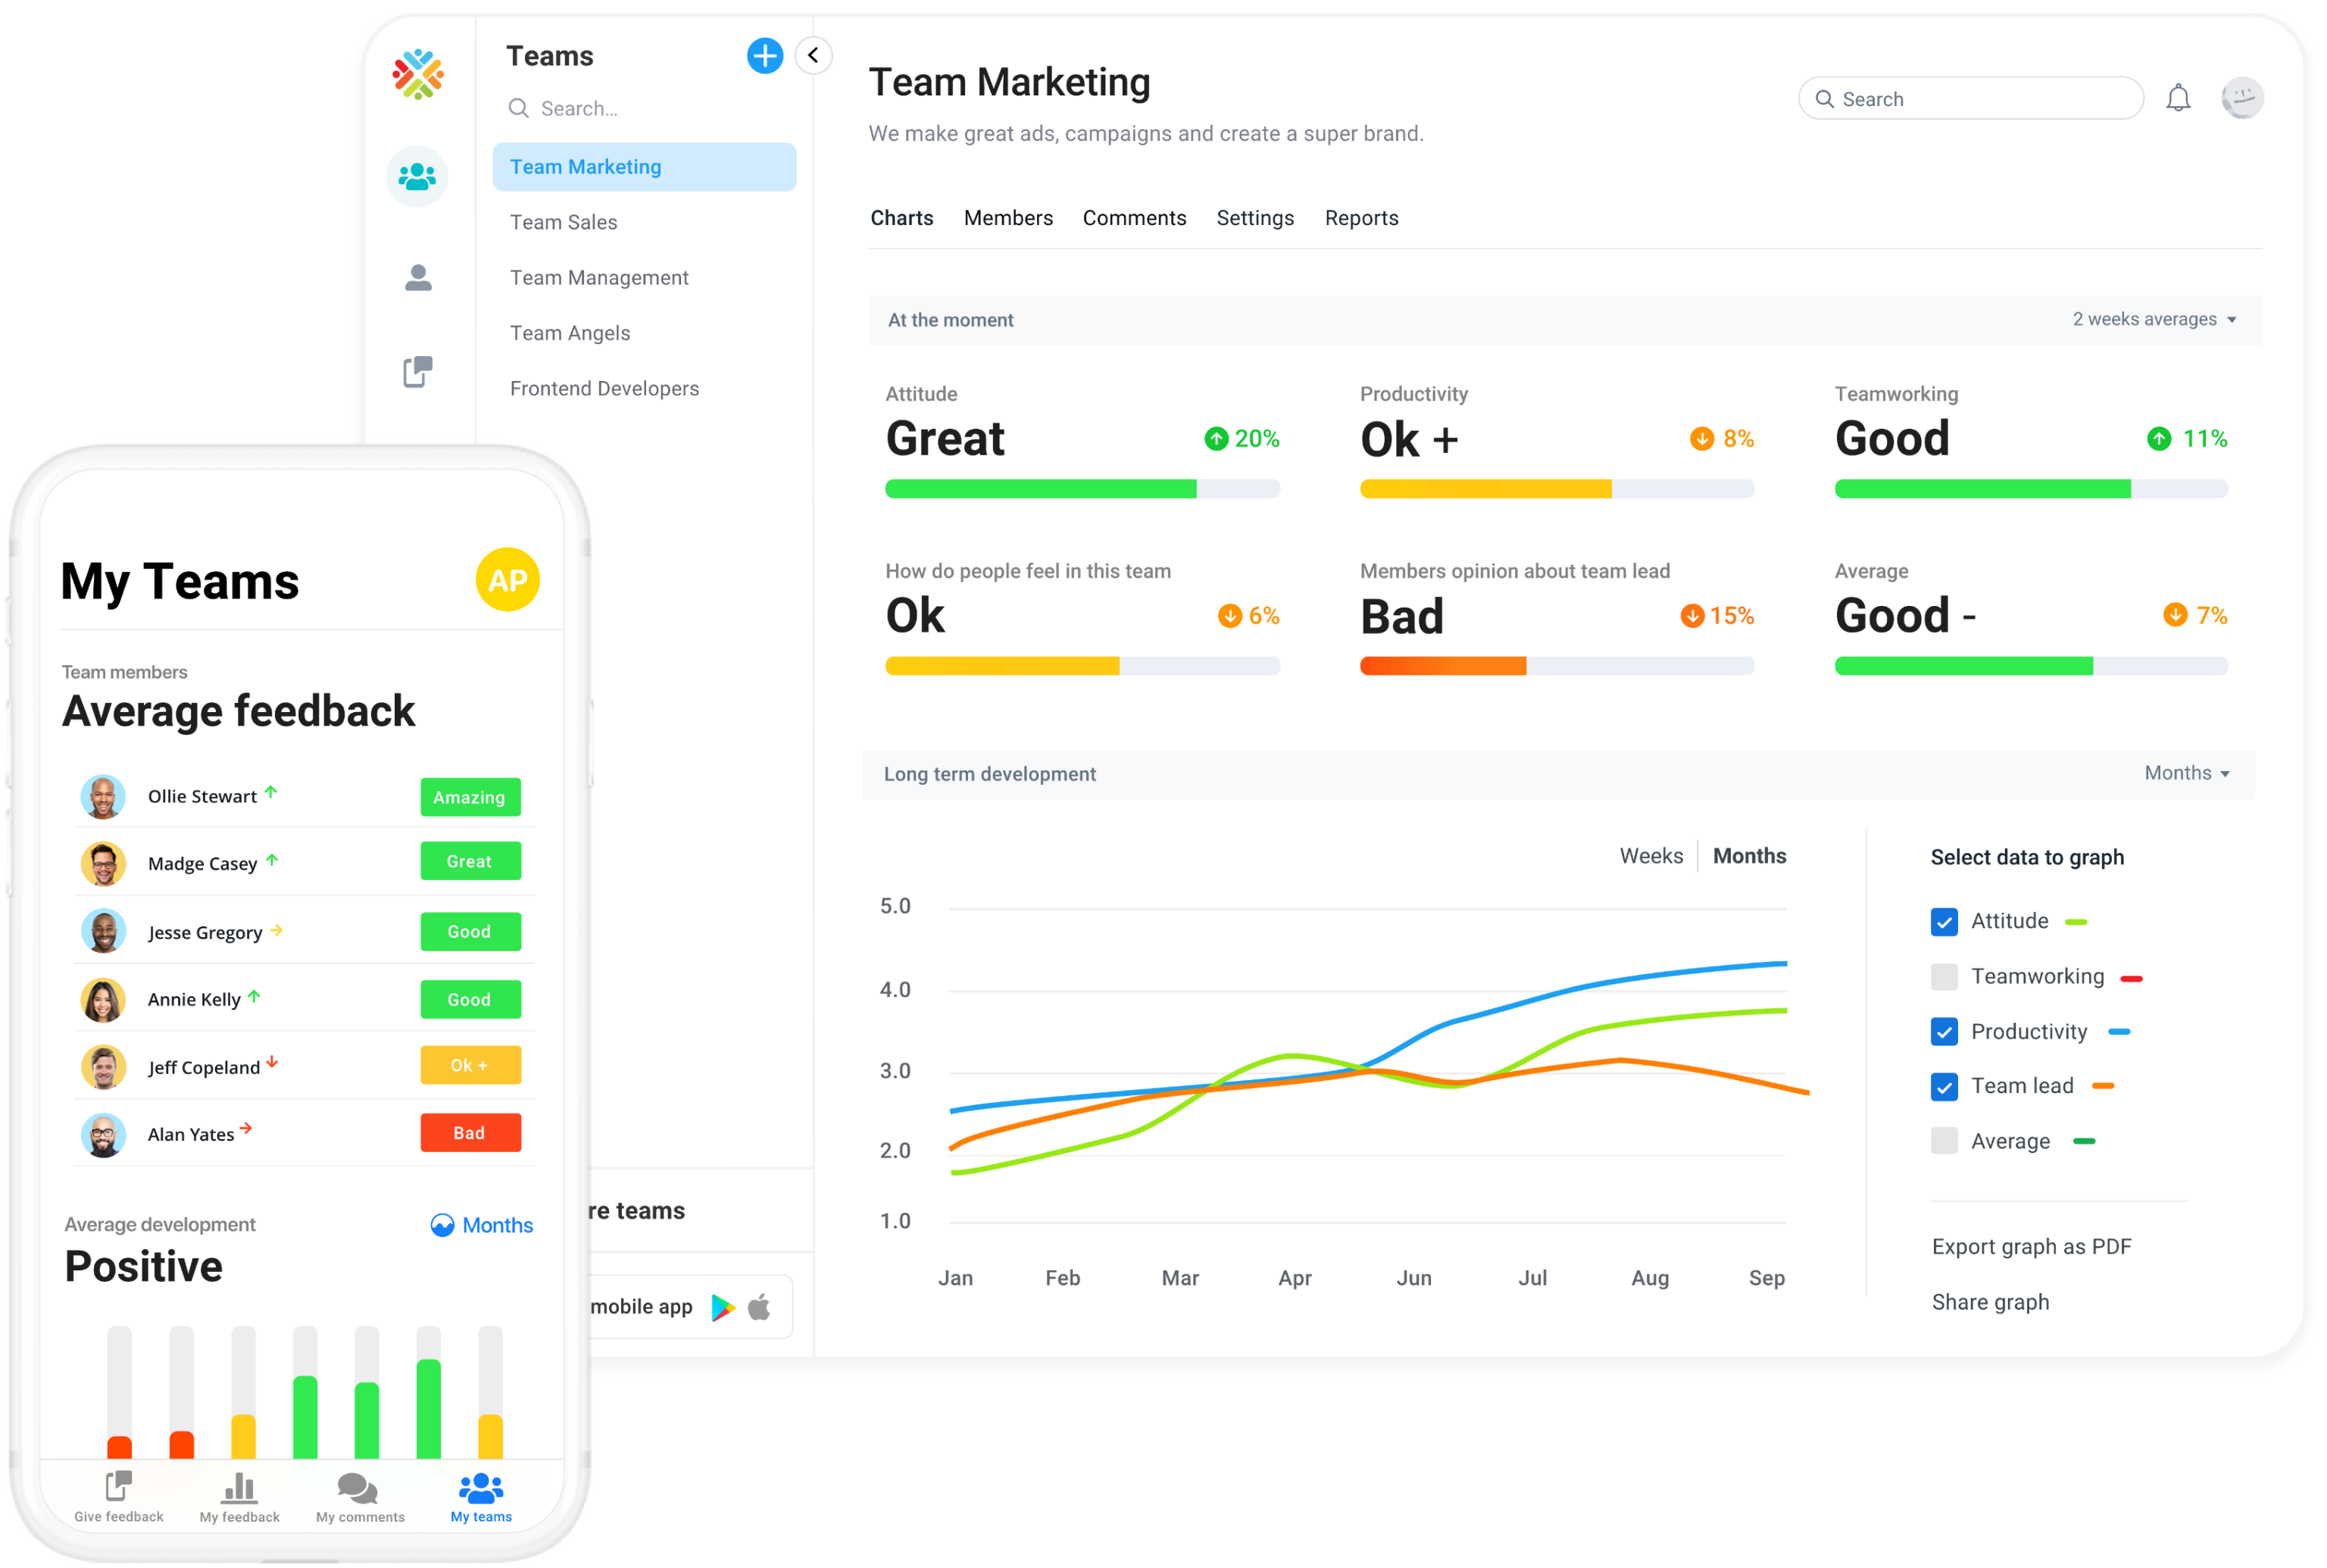 Teams
Search...
Team Marketing
Team Sales
Team Management
Team Angels
Frontend Developers
re teams
mobile app
Team Marketing
We make great ads, campaigns and create a super brand.
Search
Charts Members Comments Settings Reports
At the moment
2 weeks averages
Attitude
Great
20%
Productivity
Ok +
8%
Teamworking
Good
11%
How do people feel in this team
Ok
6%
Members opinion about team lead
Bad
15%
Average
Good -
7%
Long term development
Months
Weeks Months
5.0
4.0
3.0
2.0
1.0
Jan Feb Mar Apr Jun Jul Aug Sep
Select data to graph
Attitude
Teamworking
Productivity
Team lead
Average
Export graph as PDF
Share graph
My Teams
AP
Team members
Average feedback
Ollie Stewart Amazing
Madge Casey Great
Jesse Gregory Good
Annie Kelly Good
Jeff Copeland Ok +
Alan Yates Bad
Average development
Months
Positive
Give feedback My feedback My comments My teams